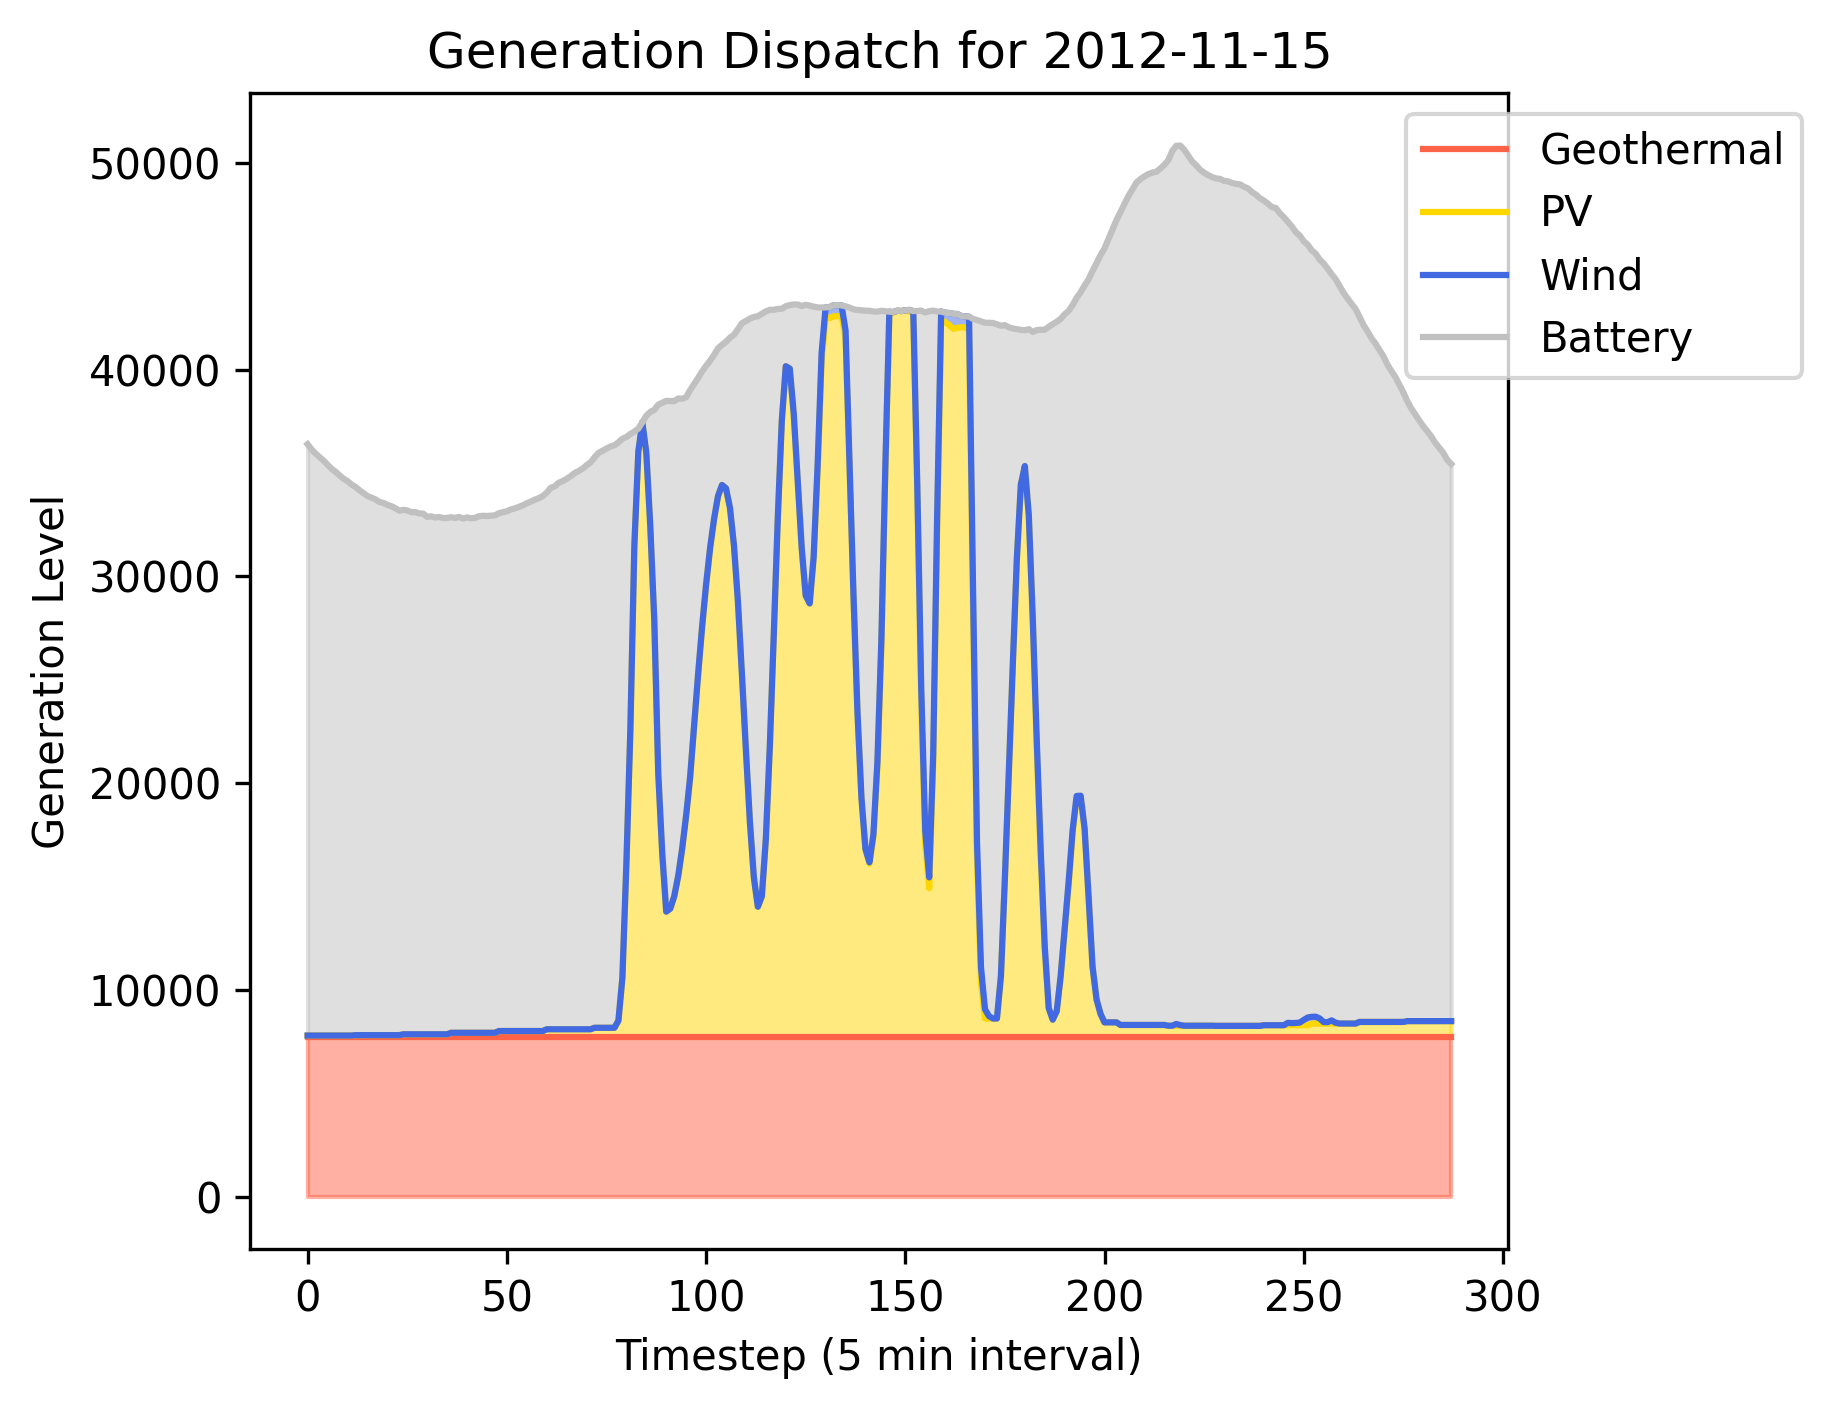 Generation Dispatch for 2012-11-15
Geothermal
PV
Wind
Battery
Generation Level
50000
40000
30000
20000
10000
0
0 50 100 150 200 250 300
Timestep (5 min interval)